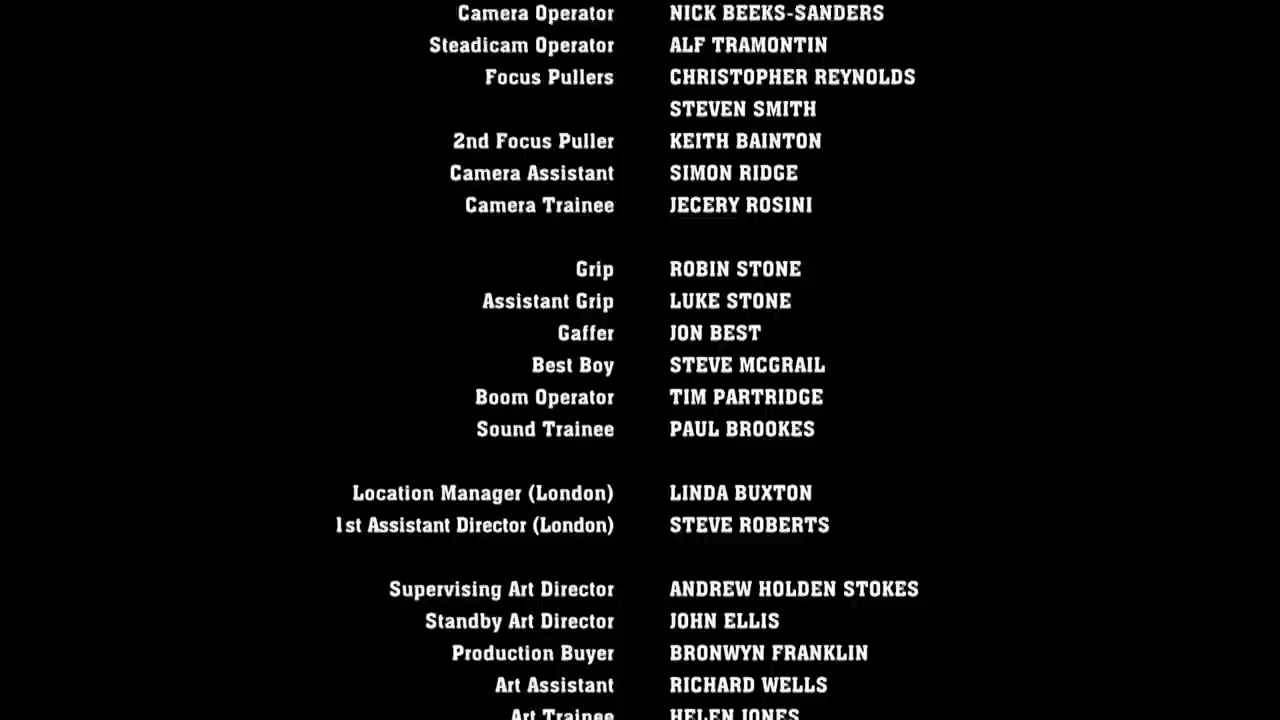 Camera Operator NICK BEEKS-SANDERS
Steadicam Operator ALF TRAMONTIN
Focus Pullers CHRISTOPHER REYNOLDS
STEVEN SMITH
2nd Focus Puller KEITH BAINTON
Camera Assistant SIMON RIDGE
Camera Trainee JECERY ROSINI
Grip ROBIN STONE
Assistant Grip LUKE STONE
Gaffer JON BEST
Best Boy STEVE MCGRAIL
Boom Operator TIM PARTRIDGE
Sound Trainee PAUL BROOKES
Location Manager (London) LINDA BUXTON
1st Assistant Director (London) STEVE ROBERTS
Supervising Art Director ANDREW HOLDEN STOKES
Standby Art Director JOHN ELLIS
Production Buyer BRONWYN FRANKLIN
Art Assistant RICHARD WELLS
Art Trainee HELEN JONES